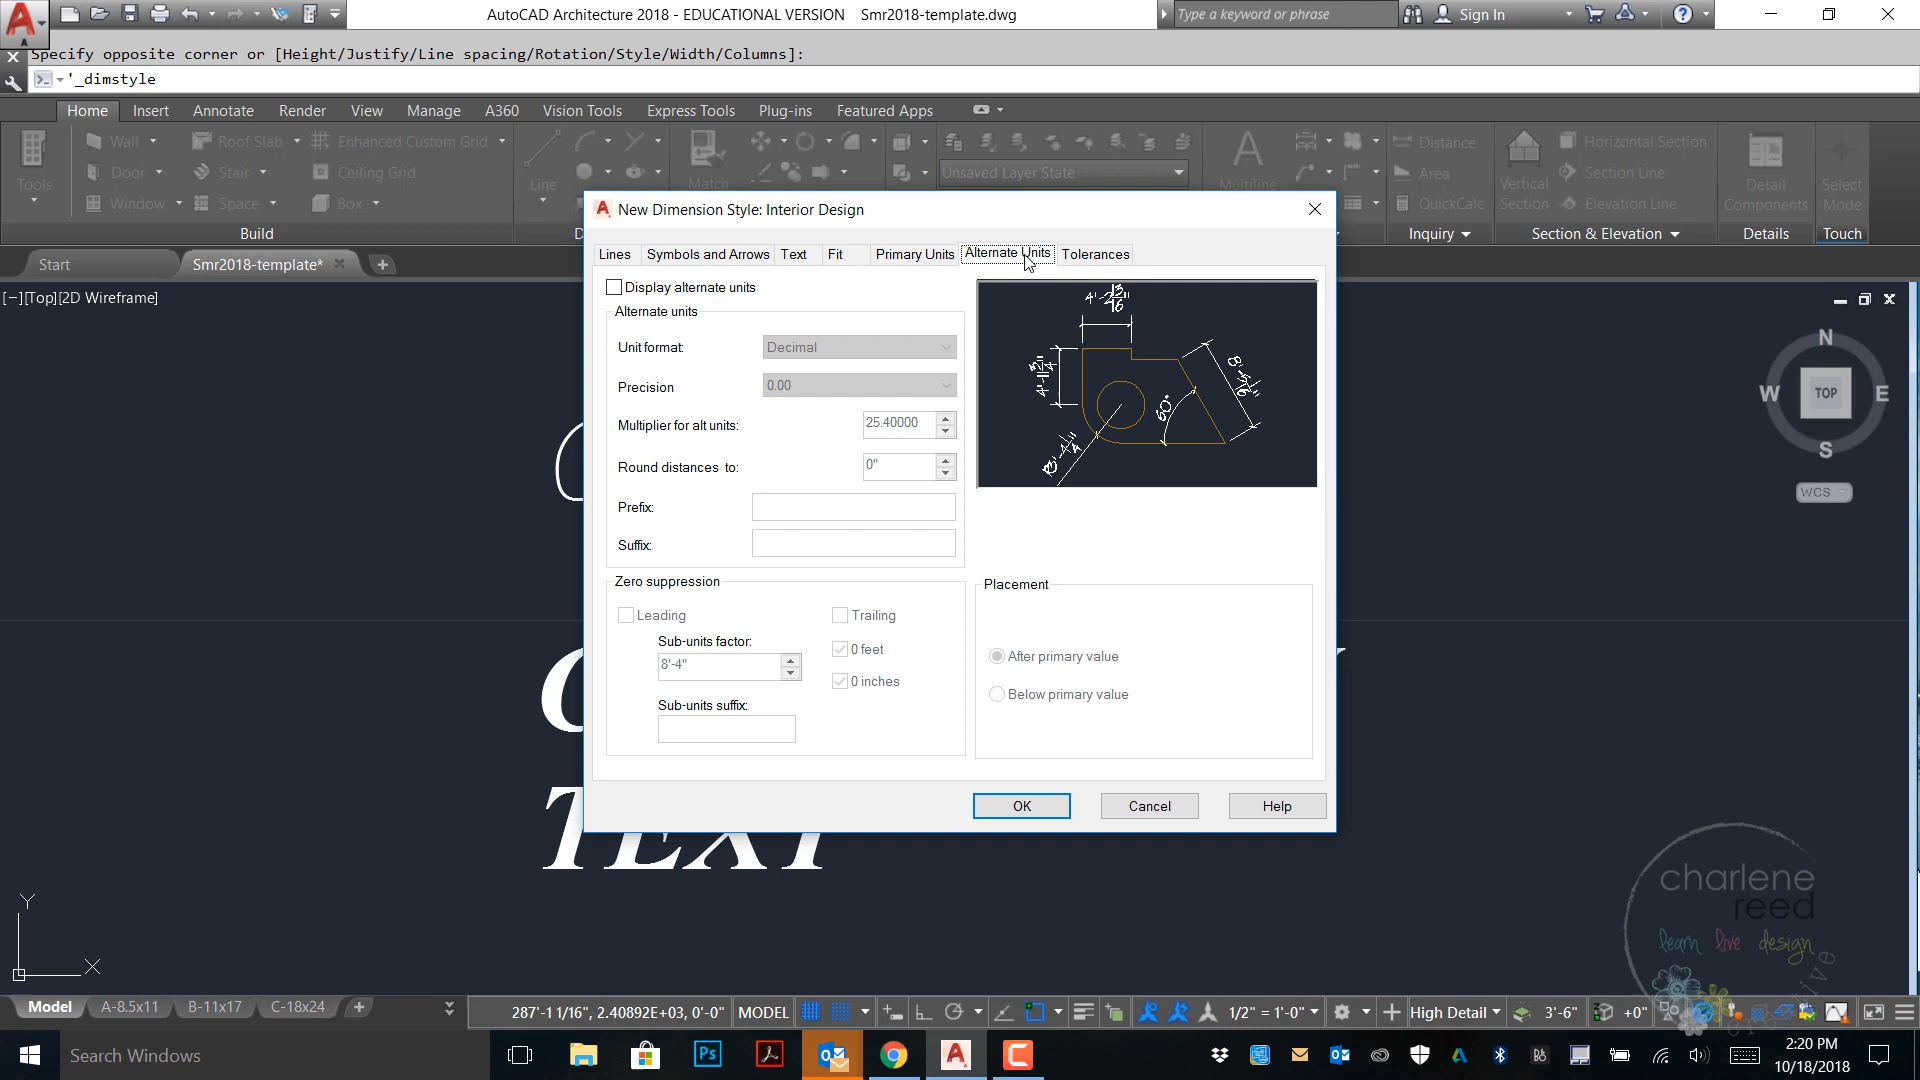 AutoCAD Architecture 2018 - EDUCATIONAL VERSION Smr2018-template.dwg
Type a keyword or phrase
Sign In
Specify opposite corner or [Height/Justify/Line spacing/Rotation/Style/Width/Columns]:
'_dimstyle
Home Insert Annotate Render View Manage A360 Vision Tools Express Tools Plug-ins Featured Apps
Wall Roof Slab Enhanced Custom Grid
Distance Horizontal Section
Door Stair Ceiling Grid
Unsaved Layer State
Area Section Line
Tools Line Match Multiline Vertical Section Detail Components Select Mode
Window Space Box
QuickCalc Elevation Line
Build
Inquiry Section & Elevation Details Touch
Start Smr2018-template*
[−][Top][2D Wireframe]
New Dimension Style: Interior Design
Lines Symbols and Arrows Text Fit Primary Units Alternate Units Tolerances
Display alternate units
Alternate units
Unit format: Decimal
Precision 0.00
Multiplier for alt units: 25.40000
Round distances to: 0"
Prefix:
Suffix:
Zero suppression
Leading
Trailing
Sub-units factor:
8'-4"
0 feet
0 inches
Sub-units suffix:
60°
Placement
After primary value
Below primary value
OK Cancel Help
N
W TOP E
S
WCS
TEXT
Y
X
charlene
reed
learn live design
Model A-8.5x11 B-11x17 C-18x24
287'-1 1/16", 2.40892E+03, 0'-0" MODEL 1/2" = 1'-0" High Detail 3'-6" +0"
Search Windows
2:20 PM
10/18/2018